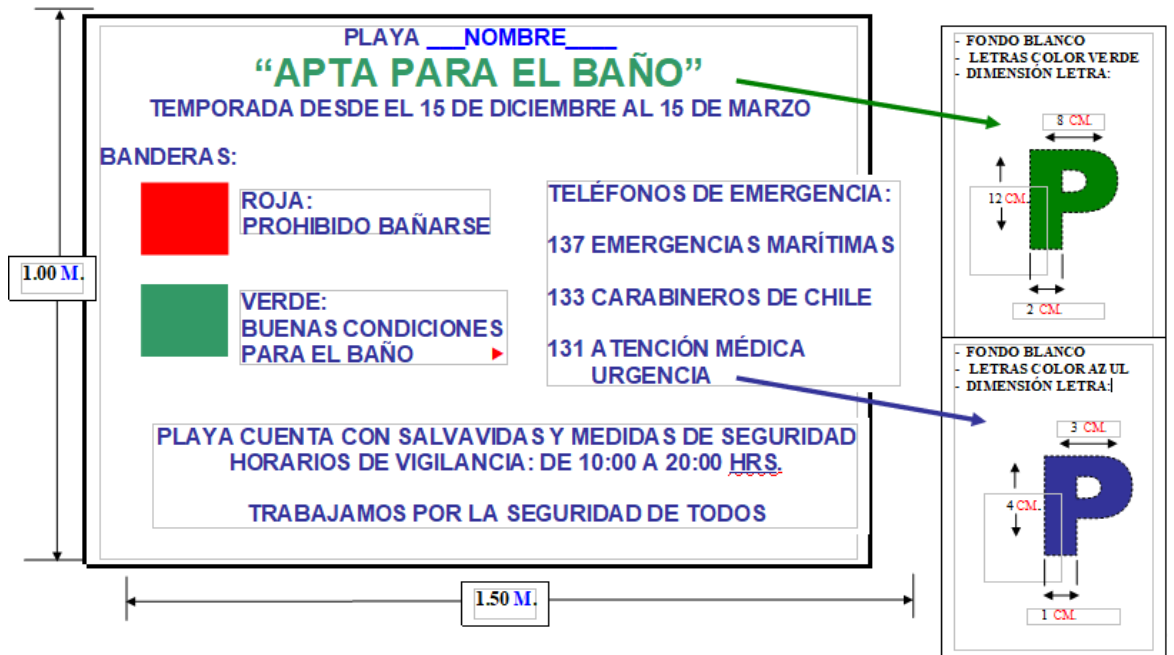 PLAYA ___NOMBRE____
“APTA PARA EL BAÑO”
TEMPORADA DESDE EL 15 DE DICIEMBRE AL 15 DE MARZO
BANDERAS:
ROJA:
PROHIBIDO BAÑARSE
VERDE:
BUENAS CONDICIONES
PARA EL BAÑO
TELÉFONOS DE EMERGENCIA:
137 EMERGENCIAS MARÍTIMAS
133 CARABINEROS DE CHILE
131 ATENCIÓN MÉDICA
URGENCIA
PLAYA CUENTA CON SALVAVIDAS Y MEDIDAS DE SEGURIDAD
HORARIOS DE VIGILANCIA: DE 10:00 A 20:00 HRS.
TRABAJAMOS POR LA SEGURIDAD DE TODOS
1.00 M.
1.50 M.
- FONDO BLANCO
- LETRAS COLOR VERDE
- DIMENSIÓN LETRA:
8 CM.
12 CM.
P
2 CM.
- FONDO BLANCO
- LETRAS COLOR AZUL
- DIMENSIÓN LETRA:
3 CM.
4 CM.
P
1 CM.